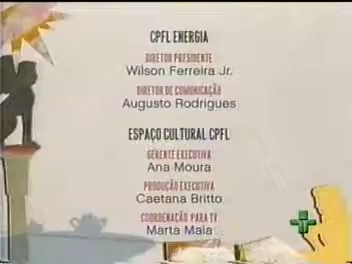 CPFL ENERGIA
DIRETOR PRESIDENTE
Wilson Ferreira Jr.
DIRETOR DE COMUNICAÇÃO
Augusto Rodrigues
ESPAÇO CULTURAL CPFL
GERENTE EXECUTIVA
Ana Moura
PRODUÇÃO EXECUTIVA
Caetana Britto
COORDENAÇÃO PARA TV
Marta Maia